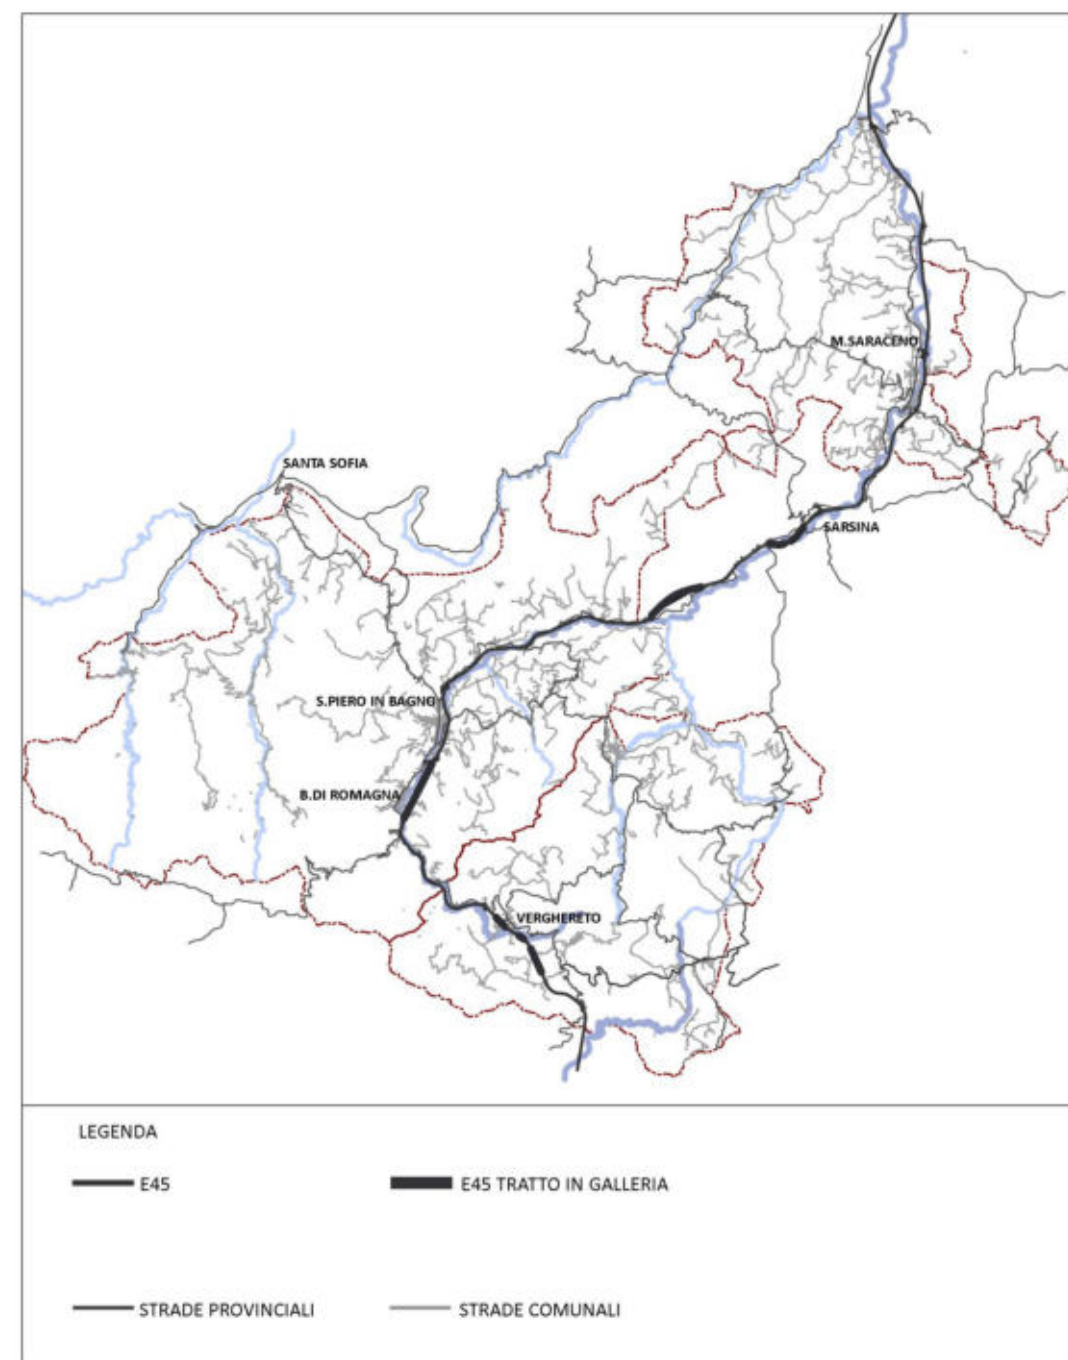 M.SARACENO
SANTA SOFIA
SARSINA
S.PIERO IN BAGNO
B.DI ROMAGNA
VERGHERETO
LEGENDA
E45
E45 TRATTO IN GALLERIA
STRADE PROVINCIALI
STRADE COMUNALI